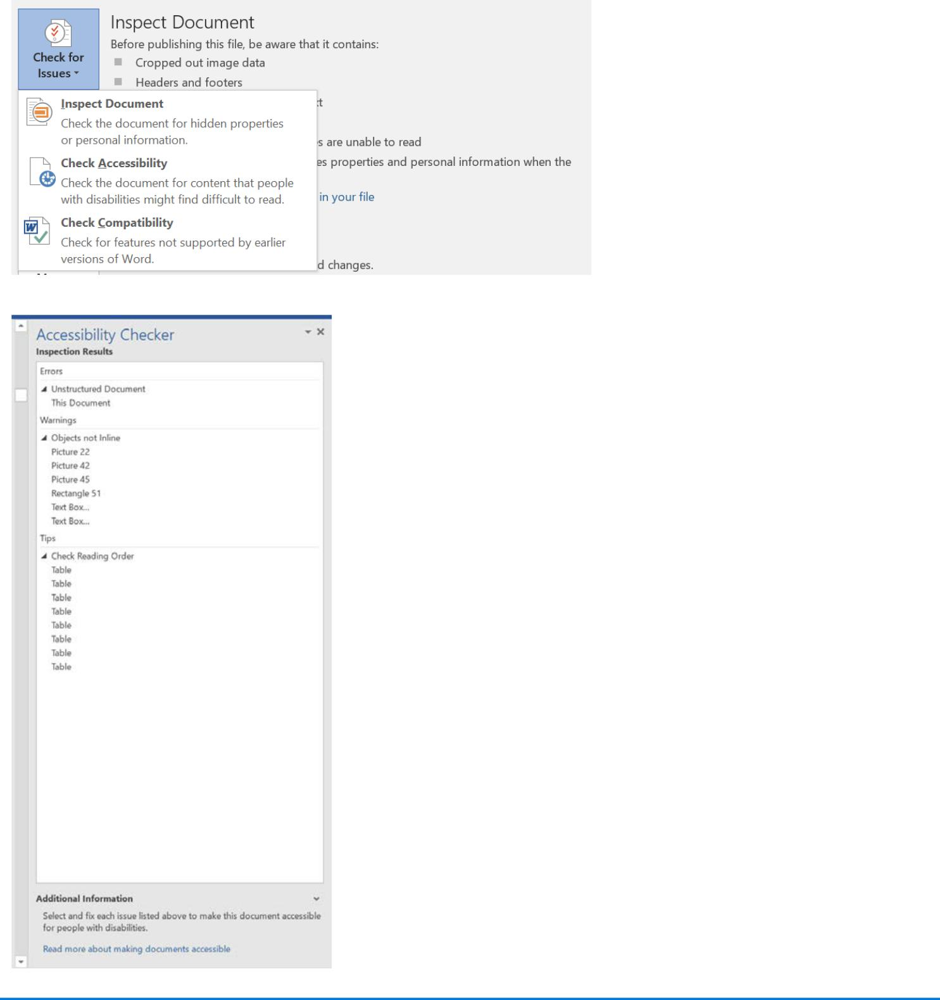 Inspect Document
Before publishing this file, be aware that it contains:
Cropped out image data
Headers and footers
Check for
Issues
Inspect Document
Check the document for hidden properties
or personal information.
Check Accessibility
Check the document for content that people
with disabilities might find difficult to read.
Check Compatibility
Check for features not supported by earlier
versions of Word.
are unable to read
properties and personal information when the
in your file
changes.
Accessibility Checker
Inspection Results
Errors
Unstructured Document
This Document
Warnings
Objects not Inline
Picture 22
Picture 42
Picture 45
Rectangle 51
Text Box...
Text Box...
Tips
Check Reading Order
Table
Table
Table
Table
Table
Table
Table
Table
Additional Information
Select and fix each issue listed above to make this document accessible
for people with disabilities.
Read more about making documents accessible